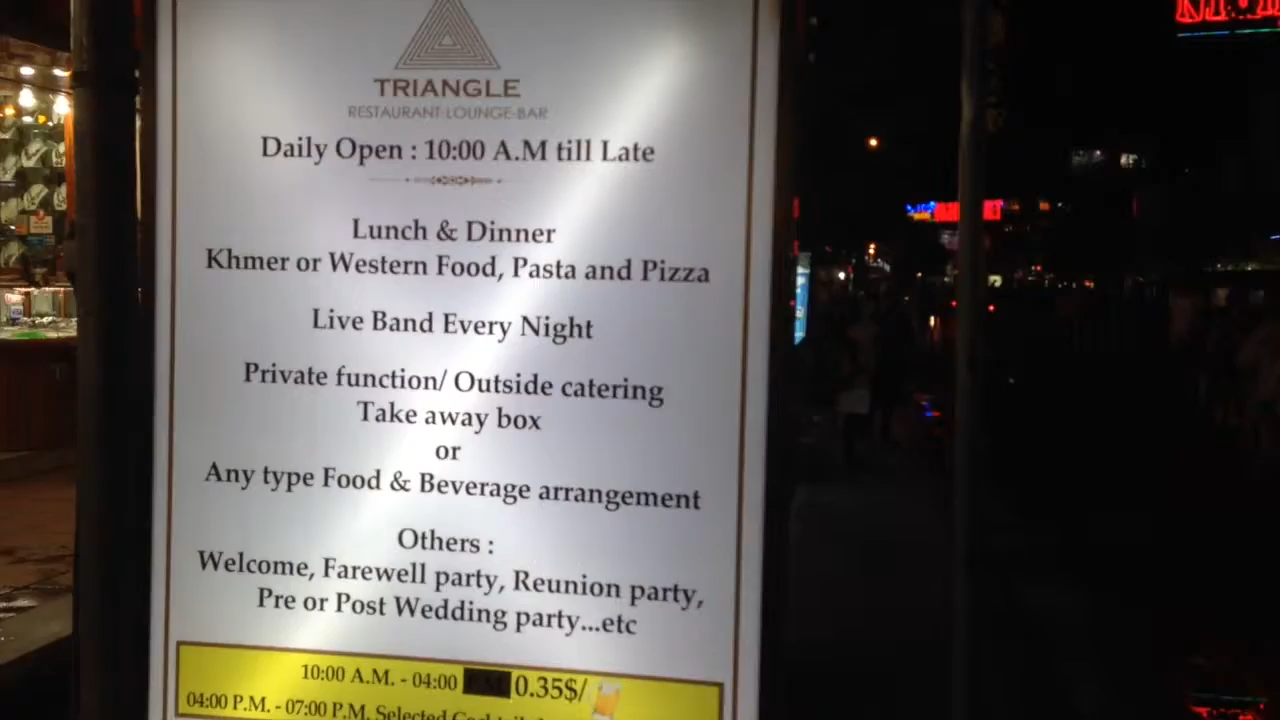 TRIANGLE
RESTAURANT-LOUNGE-BAR
Daily Open : 10:00 A.M till Late
Lunch & Dinner
Khmer or Western Food, Pasta and Pizza
Live Band Every Night
Private function/ Outside catering
Take away box
or
Any type Food & Beverage arrangement
Others :
Welcome, Farewell party, Reunion party,
Pre or Post Wedding party...etc
10:00 A.M. - 04:00 0.35$/
04:00 P.M. - 07:00 P.M. Selected